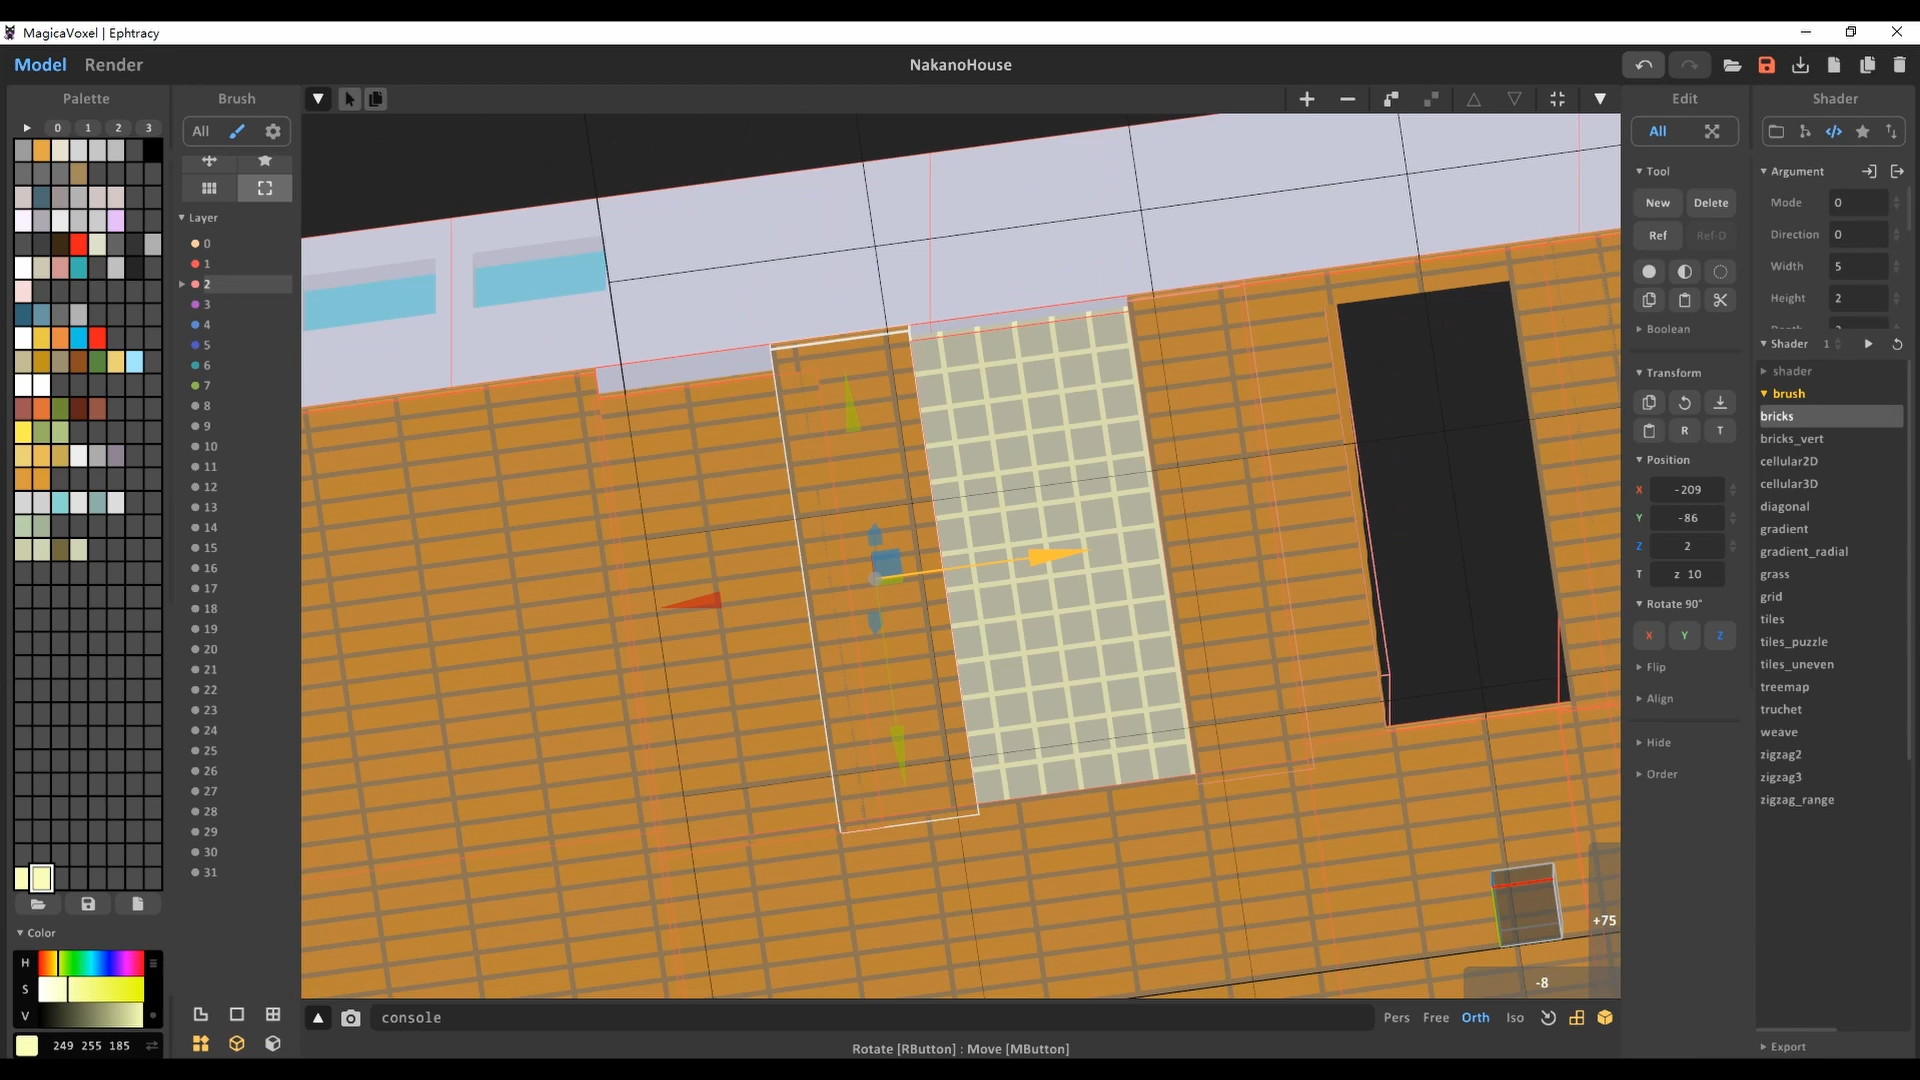 MagicaVoxel | Ephtracy
Model Render
NakanoHouse
Palette
Brush
Edit
Shader
0 1 2 3
All
All
Layer
0
1
2
3
4
5
6
7
8
9
10
11
12
13
14
15
16
17
18
19
20
21
22
23
24
25
26
27
28
29
30
31
Color
H
S
V
249 255 185
+75
-8
console
Pers Free Orth Iso
Rotate [RButton] : Move [MButton]
Tool
New Delete
Ref Ref-D
Boolean
Transform
R T
Position
X -209
Y -86
Z 2
T z 10
Rotate 90°
X Y Z
Flip
Align
Hide
Order
Argument
Mode 0
Direction 0
Width 5
Height 2
Shader 1
shader
brush
bricks
bricks_vert
cellular2D
cellular3D
diagonal
gradient
gradient_radial
grass
grid
tiles
tiles_puzzle
tiles_uneven
treemap
truchet
weave
zigzag2
zigzag3
zigzag_range
Export